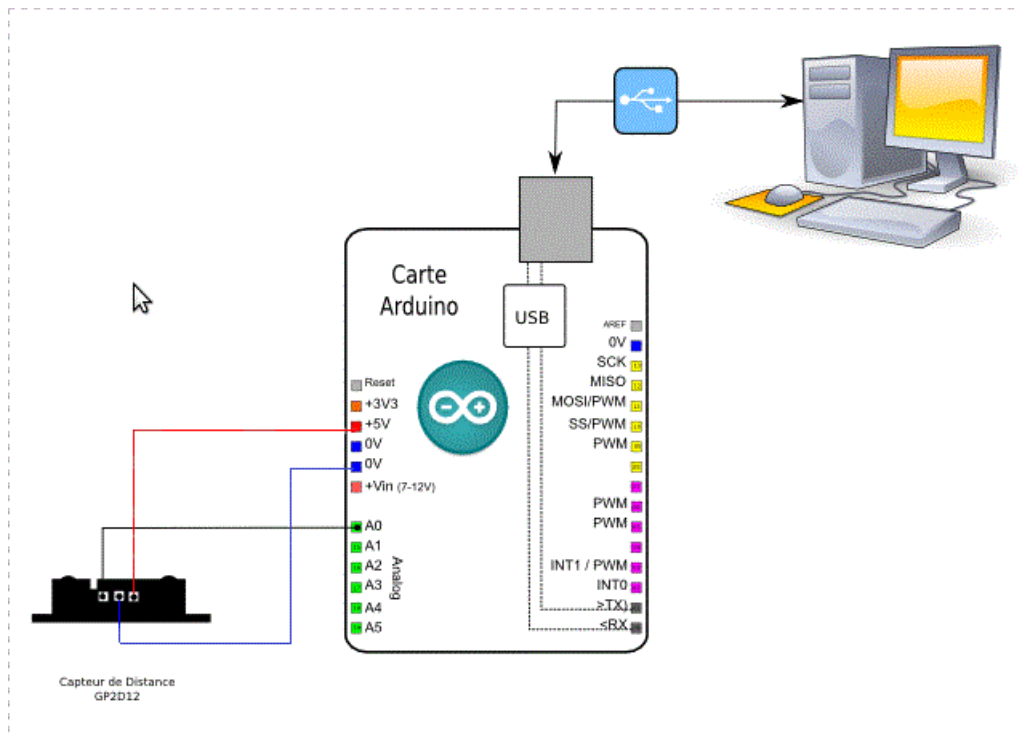 Carte
Arduino
USB
Reset
+3V3
+5V
0V
0V
+Vin (7-12V)
A0
A1
A2
A3
A4
A5
Analog
AREF
0V
SCK
MISO
MOSI/PWM
SS/PWM
PWM
PWM
PWM
INT1 / PWM
INT0
>TX)
<RX
Capteur de Distance
GP2D12